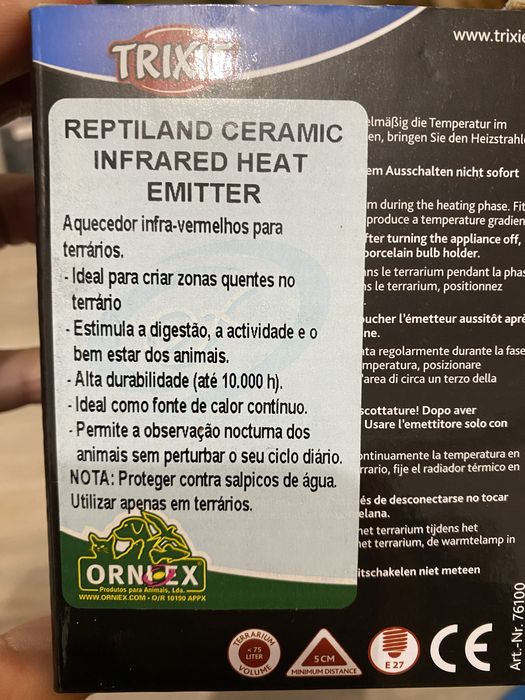 TRIXIE
www.trixie
REPTILAND CERAMIC
INFRARED HEAT
EMITTER
Aquecedor infra-vermelhos para
terrários.
- Ideal para criar zonas quentes no
terrário
- Estimula a digestão, a actividade e o
bem estar dos animais.
- Alta durabilidade (até 10.000 h).
- Ideal como fonte de calor contínuo.
- Permite a observação nocturna dos
animais sem perturbar o seu ciclo diário.
NOTA: Proteger contra salpicos de água.
Utilizar apenas em terrários.
ORNIEX
Produtos para Animais, Lda.
WWW.ORNIEX.COM - O/R 10190 APPX
elmäßig die Temperatur im
en, bringen Sie den Heizstrahle
em Ausschalten nicht sofort
m during the heating phase. Fit
produce a temperature gradien
fter turning the appliance off,
porcelain bulb holder.
ans le terrarium pendant la phas
s le terrarium, positionnez
oucher l'émetteur aussitôt aprè
ne.
ata regolarmente durante la fase
mperatura, posizionare
'area di circa un terzo della
scottature! Dopo aver
Usare l'emettitore solo con
ontinuamente la temperatura en
rrario, fije el radiador térmico en
és de desconectarse no tocar
elana.
net terrarium tijdens het
et terrarium, de warmtelamp in
itschakelen niet meteen
TERRARIUM
< 75
LITER
VOLUME
5 CM
MINIMUM DISTANCE
E 27
CE
Art.-Nr. 76100